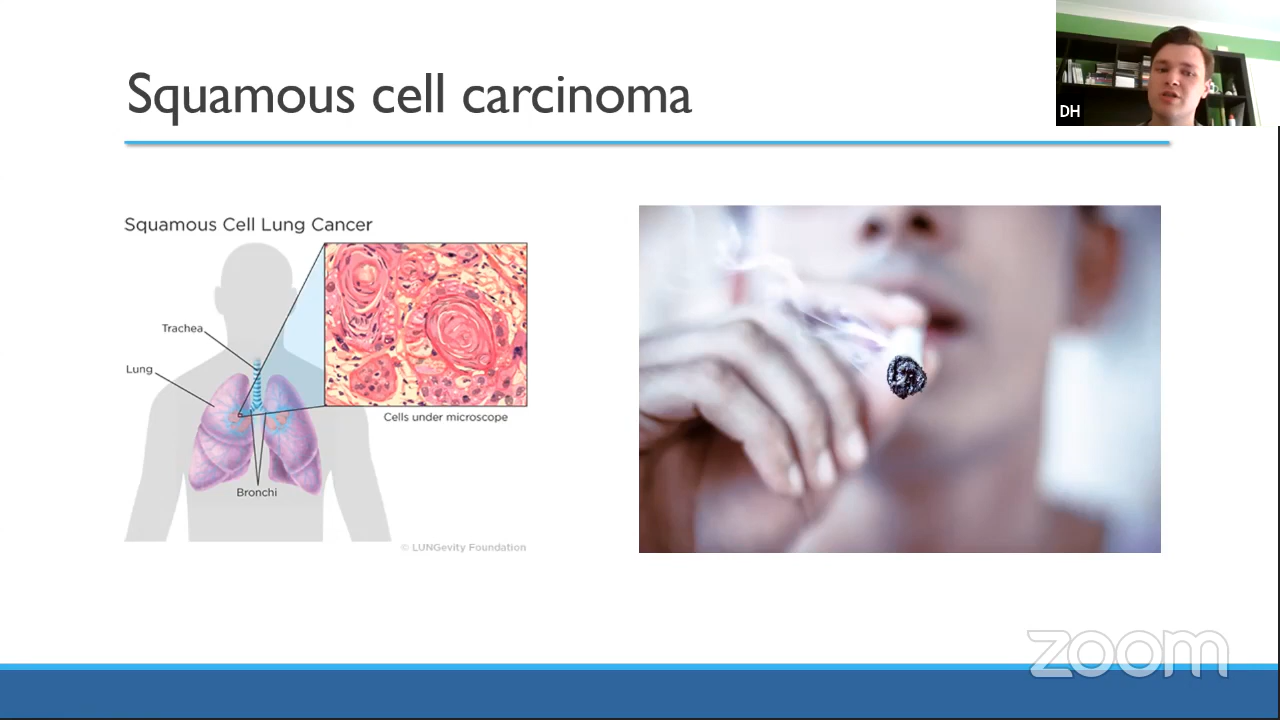 Squamous cell carcinoma
DH
Squamous Cell Lung Cancer
Trachea
Lung
Cells under microscope
Bronchi
© LUNGevity Foundation
zoom